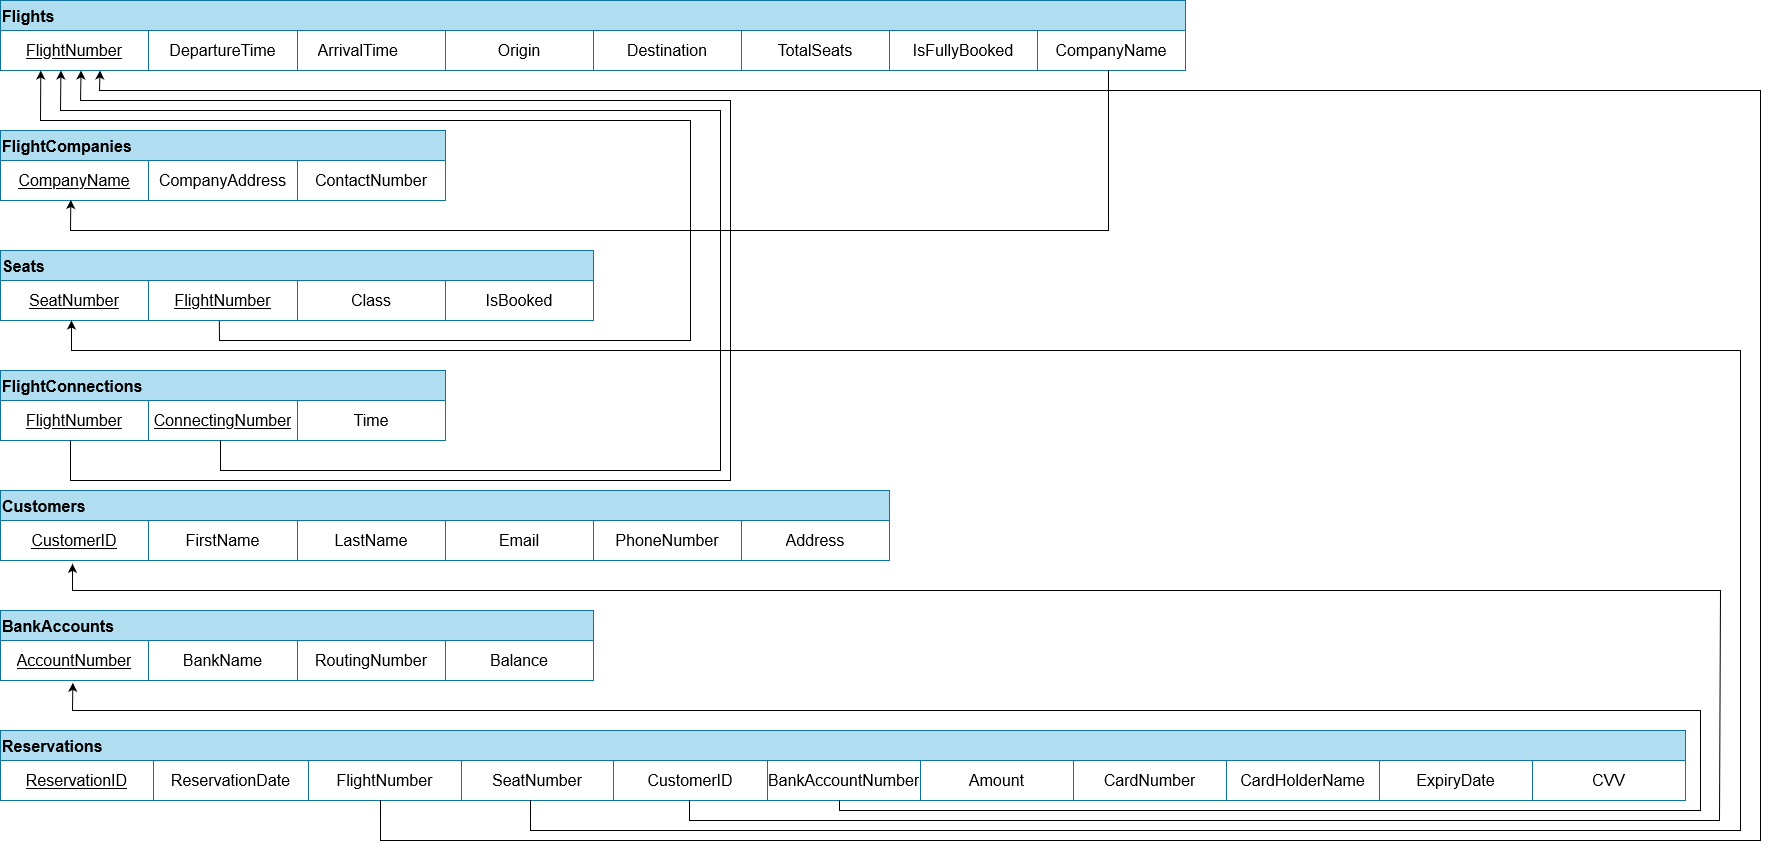 Flights
FlightNumber DepartureTime ArrivalTime Origin Destination TotalSeats IsFullyBooked CompanyName
FlightCompanies
CompanyName CompanyAddress ContactNumber
Seats
SeatNumber FlightNumber Class IsBooked
FlightConnections
FlightNumber ConnectingNumber Time
Customers
CustomerID FirstName LastName Email PhoneNumber Address
BankAccounts
AccountNumber BankName RoutingNumber Balance
Reservations
ReservationID ReservationDate FlightNumber SeatNumber CustomerID BankAccountNumber Amount CardNumber CardHolderName ExpiryDate CVV